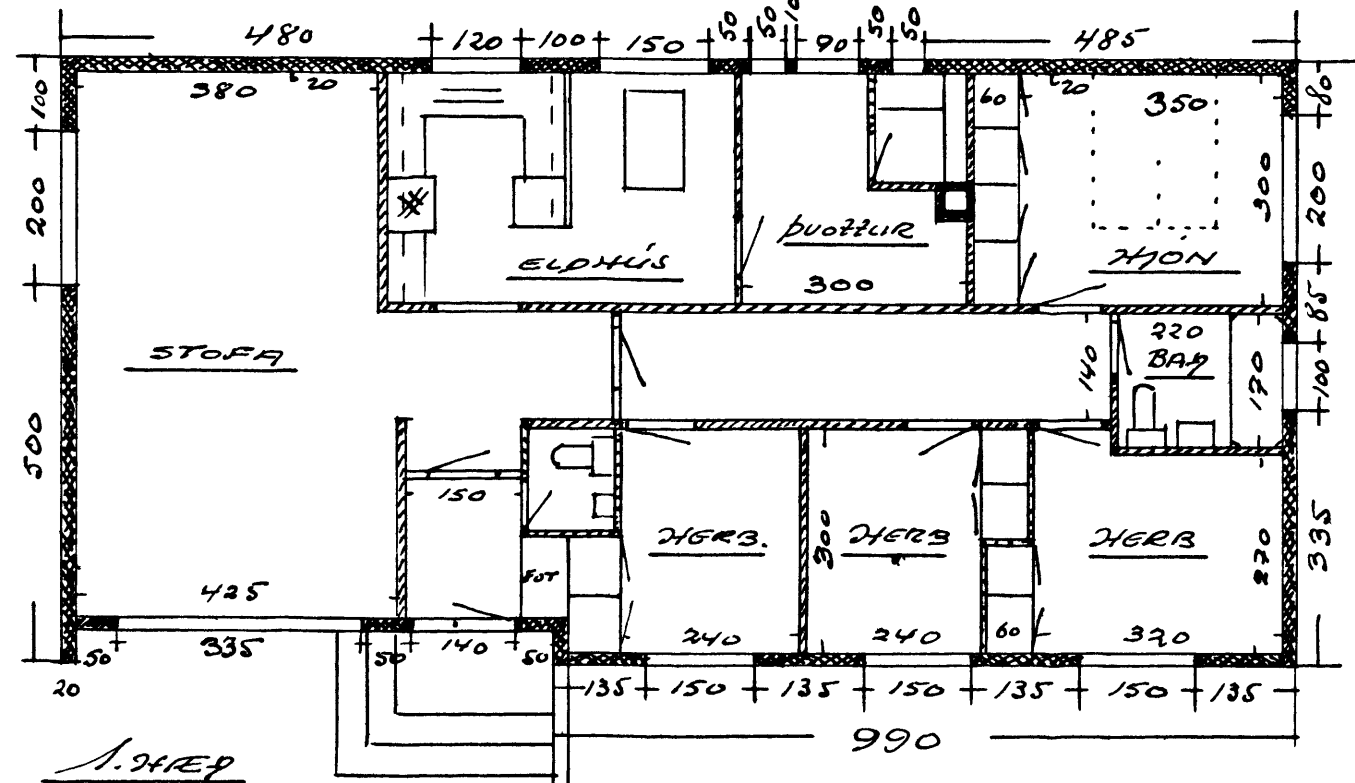 480 120 100 150 50 50 10 90 50 50 485
100 200 500
380 20
60 20 350
80 200 85 100 335
300
ELDHÚS
ÞVOTTUR
300
HJÓN
STOFA
140
220
BAÐ
170
150
FOT
HERB.
300
HERB
HERB
270
425
240 240 60 320
50 335 50 140 50
20
135 150 135 150 135 150 135
990
1. HÆÐ